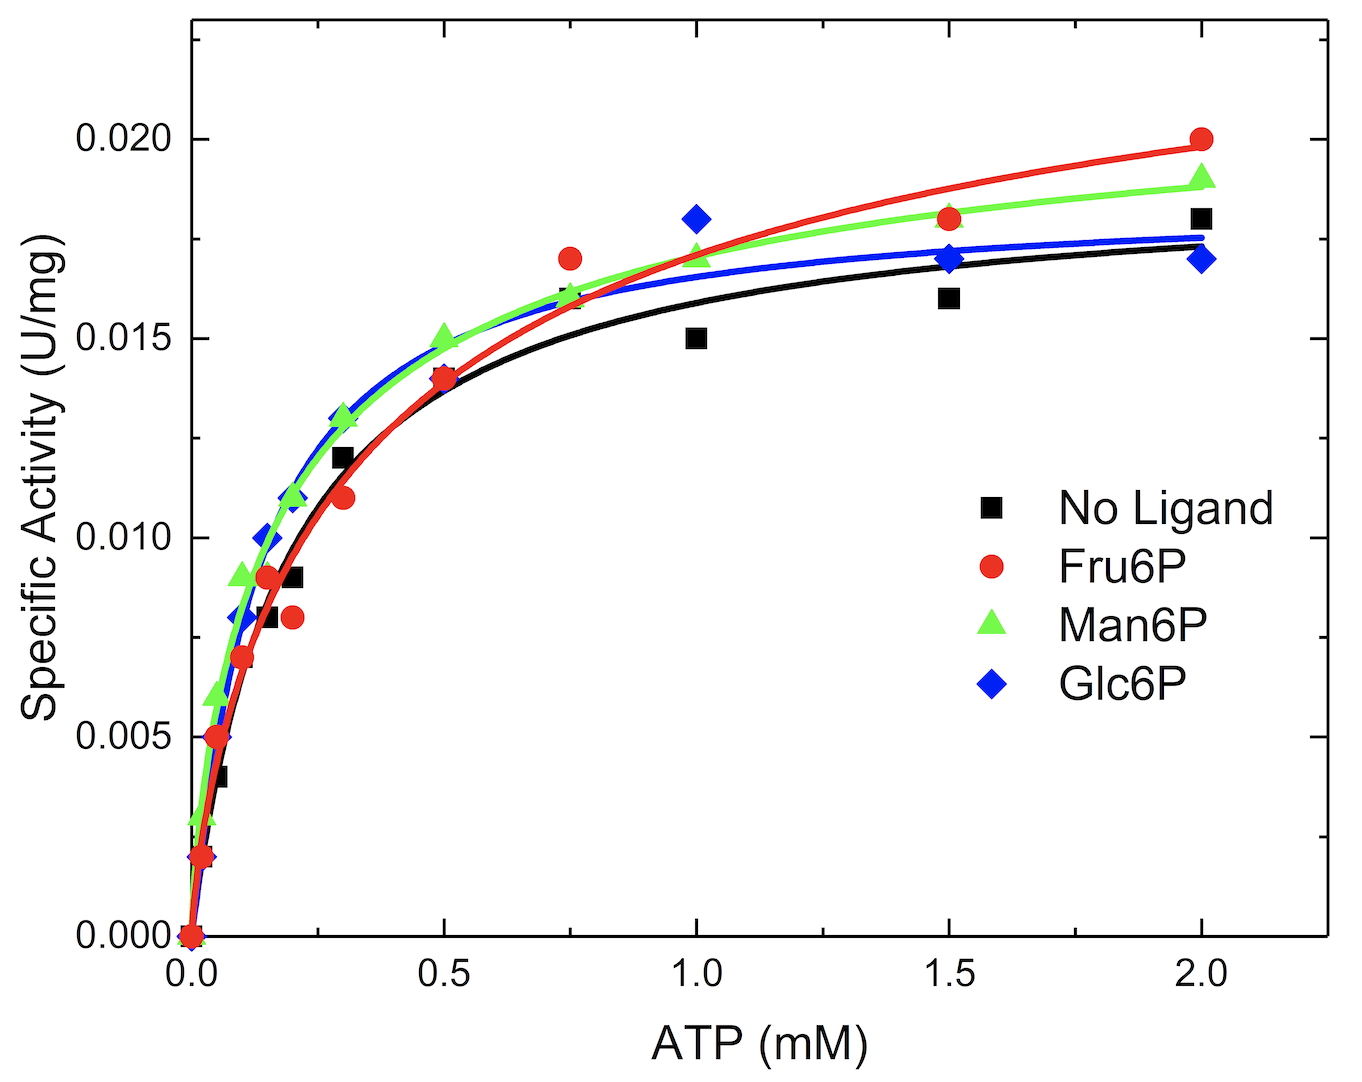 0.020
0.015
0.010
0.005
0.000
Specific Activity (U/mg)
No Ligand
Fru6P
Man6P
Glc6P
0.0 0.5 1.0 1.5 2.0
ATP (mM)